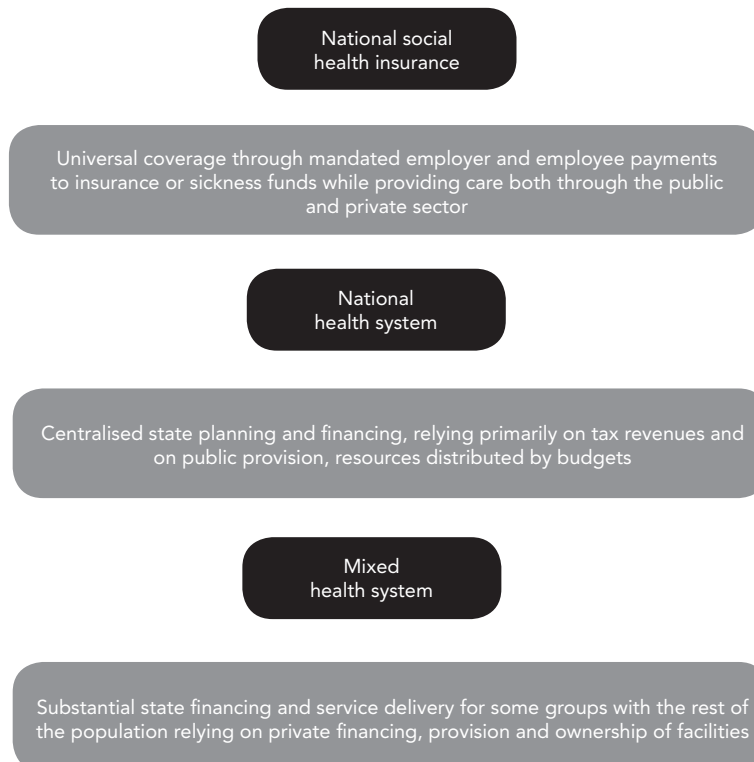 National social
health insurance
Universal coverage through mandated employer and employee payments
to insurance or sickness funds while providing care both through the public
and private sector
National
health system
Centralised state planning and financing, relying primarily on tax revenues and
on public provision, resources distributed by budgets
Mixed
health system
Substantial state financing and service delivery for some groups with the rest of
the population relying on private financing, provision and ownership of facilities